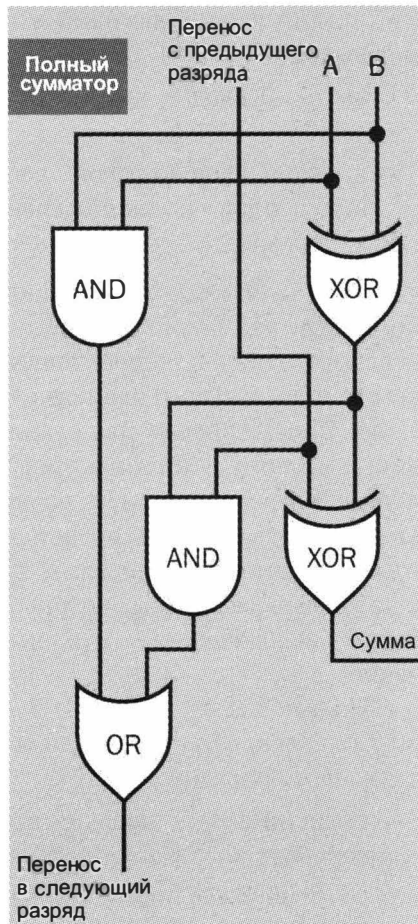 Полный
сумматор
Перенос
с предыдущего
разряда
A
B
AND
XOR
AND
XOR
Сумма
OR
Перенос
в следующий
разряд